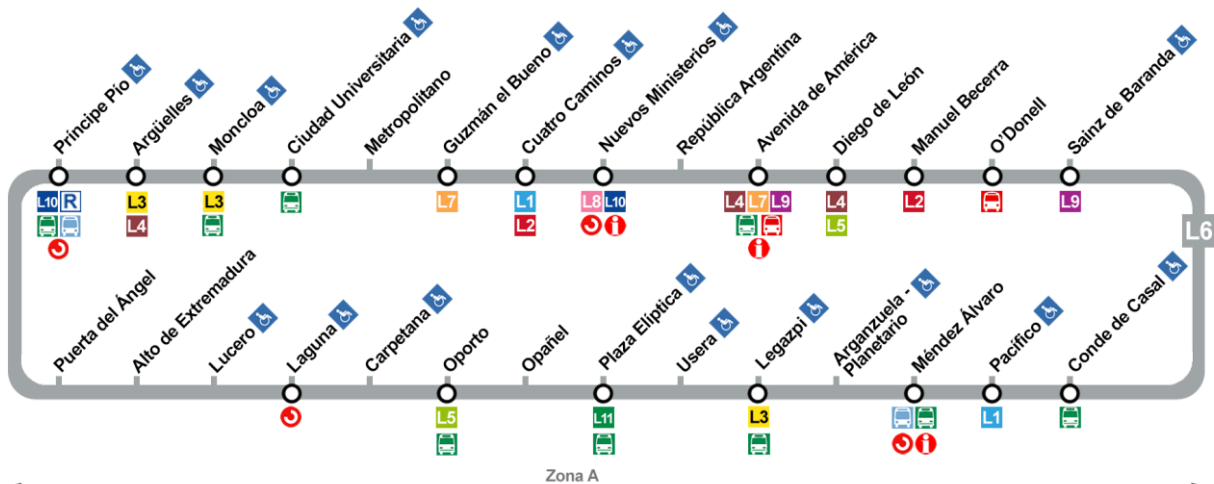 Príncipe Pío
Argüelles
Moncloa
Ciudad Universitaria
Metropolitano
Guzmán el Bueno
Cuatro Caminos
Nuevos Ministerios
República Argentina
Avenida de América
Diego de León
Manuel Becerra
O'Donell
Sainz de Baranda
L10 R
L3
L4
L3
L7
L1
L2
L8 L10
L4 L7 L9
L4
L5
L2
L9
L6
Puerta del Ángel
Alto de Extremadura
Lucero
Laguna
Carpetana
Oporto
Opañel
Plaza Elíptica
Usera
Legazpi
Arganzuela -
Planetario
Méndez Álvaro
Pacífico
Conde de Casal
L5
L11
L3
L1
Zona A